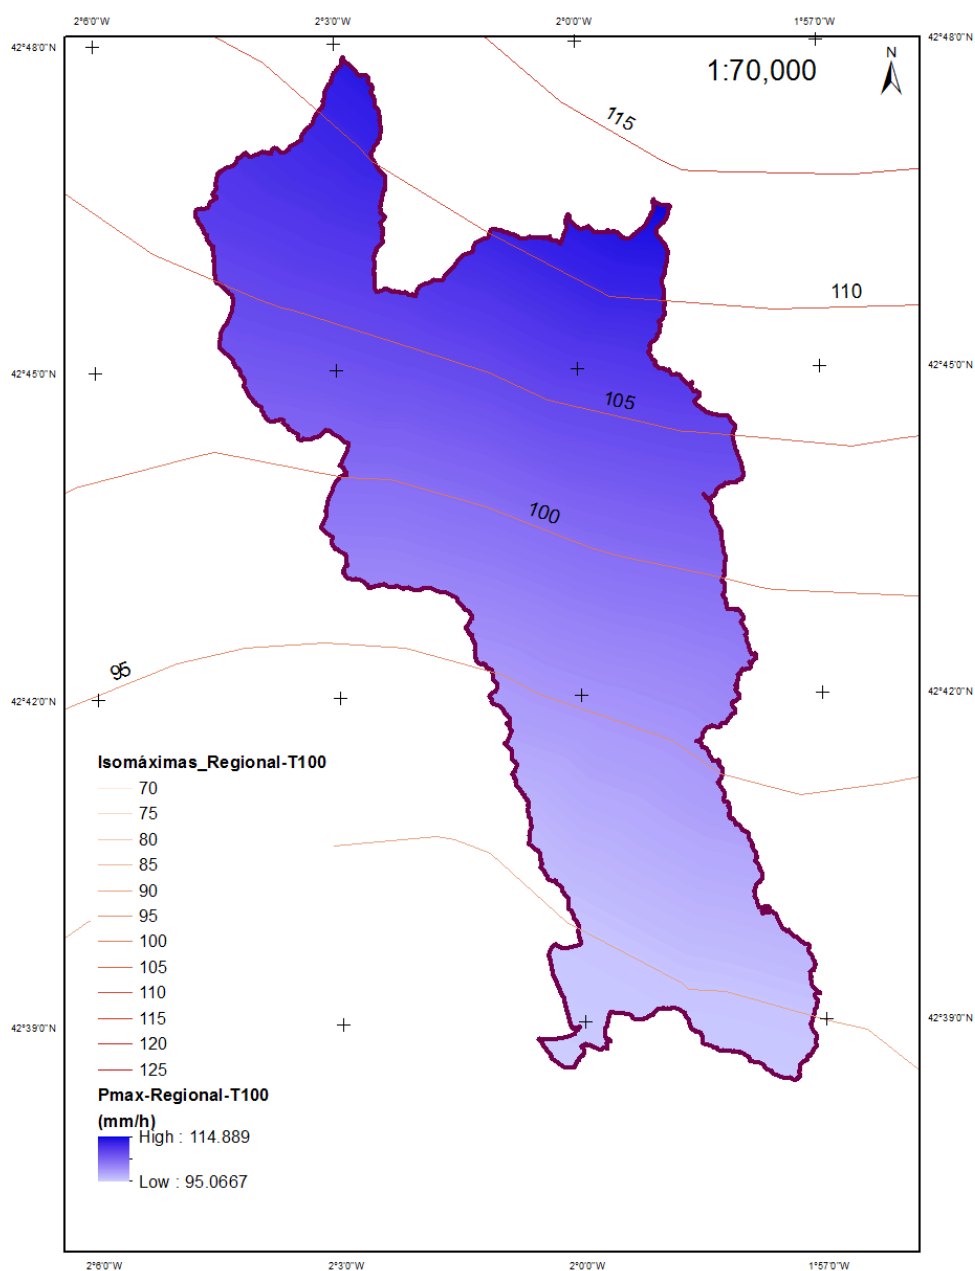 2°6'0"W 2°3'0"W 2°0'0"W 1°57'0"W
42°48'0"N 42°48'0"N
1:70,000
N
115
110
42°45'0"N 42°45'0"N
105
100
95
42°42'0"N 42°42'0"N
Isomáximas_Regional-T100
70
75
80
85
90
95
100
105
110
115
120
125
42°39'0"N 42°39'0"N
Pmax-Regional-T100
(mm/h)
High : 114.889
Low : 95.0667
2°6'0"W 2°3'0"W 2°0'0"W 1°57'0"W